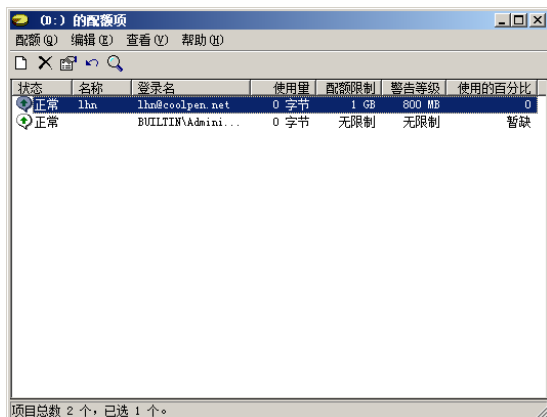 (D:) 的配额项
配额(Q) 编辑(E) 查看(V) 帮助(H)
状态 名称 登录名 使用量 配额限制 警告等级 使用的百分比
正常 lhn lhn@coolpen.net 0 字节 1 GB 800 MB 0
正常 BUILTIN\Admini... 0 字节 无限制 无限制 暂缺
项目总数 2 个，已选 1 个。